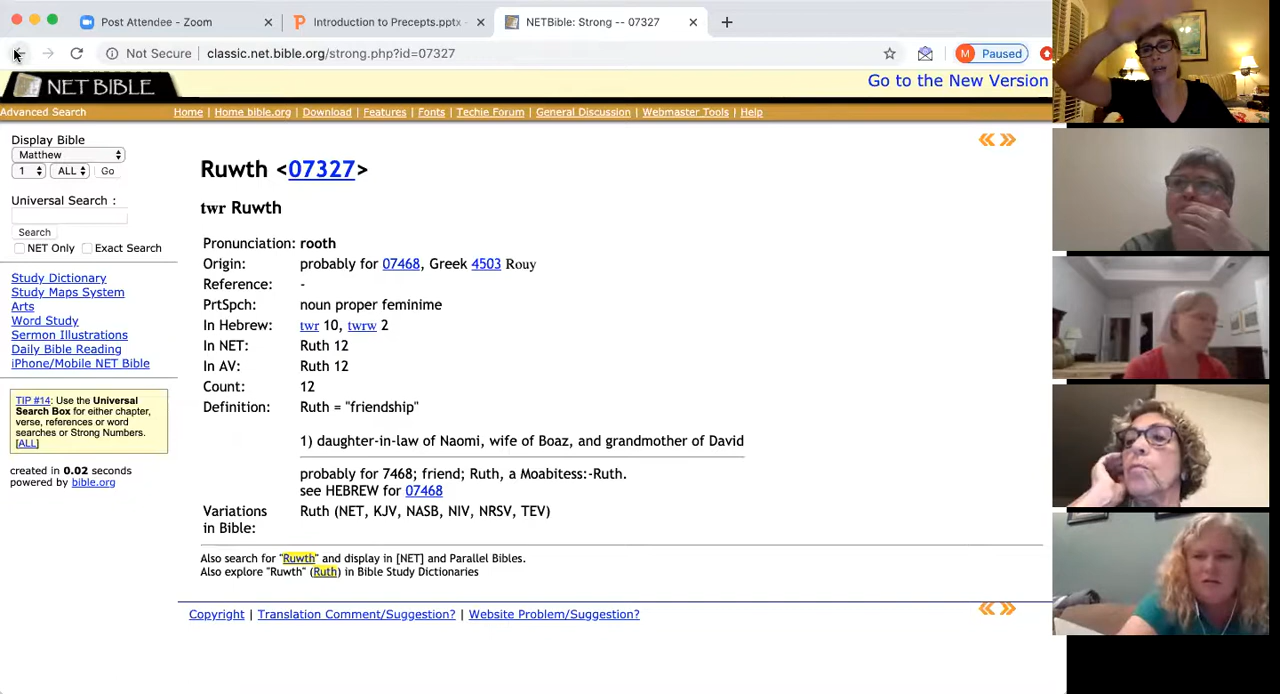 Post Attendee - Zoom
Introduction to Precepts.pptx -
NETBible: Strong -- 07327
Not Secure
classic.net.bible.org/strong.php?id=07327
M Paused
NET BIBLE
Go to the New Version
Advanced Search
Home | Home bible.org | Download | Features | Fonts | Techie Forum | General Discussion | Webmaster Tools | Help
Display Bible
Matthew
1 ALL Go
Universal Search :
Search
NET Only Exact Search
Study Dictionary
Study Maps System
Arts
Word Study
Sermon Illustrations
Daily Bible Reading
iPhone/Mobile NET Bible
TIP #14: Use the Universal
Search Box for either chapter,
verse, references or word
searches or Strong Numbers.
[ALL]
created in 0.02 seconds
powered by bible.org
« »
Ruwth <07327>
twr Ruwth
Pronunciation: rooth
Origin: probably for 07468, Greek 4503 Rouy
Reference: -
PrtSpch: noun proper feminime
In Hebrew: twr 10, twrw 2
In NET: Ruth 12
In AV: Ruth 12
Count: 12
Definition: Ruth = "friendship"
1) daughter-in-law of Naomi, wife of Boaz, and grandmother of David
probably for 7468; friend; Ruth, a Moabitess:-Ruth.
see HEBREW for 07468
Variations Ruth (NET, KJV, NASB, NIV, NRSV, TEV)
in Bible:
Also search for "Ruwth" and display in [NET] and Parallel Bibles.
Also explore "Ruwth" (Ruth) in Bible Study Dictionaries
Copyright | Translation Comment/Suggestion? | Website Problem/Suggestion?
« »